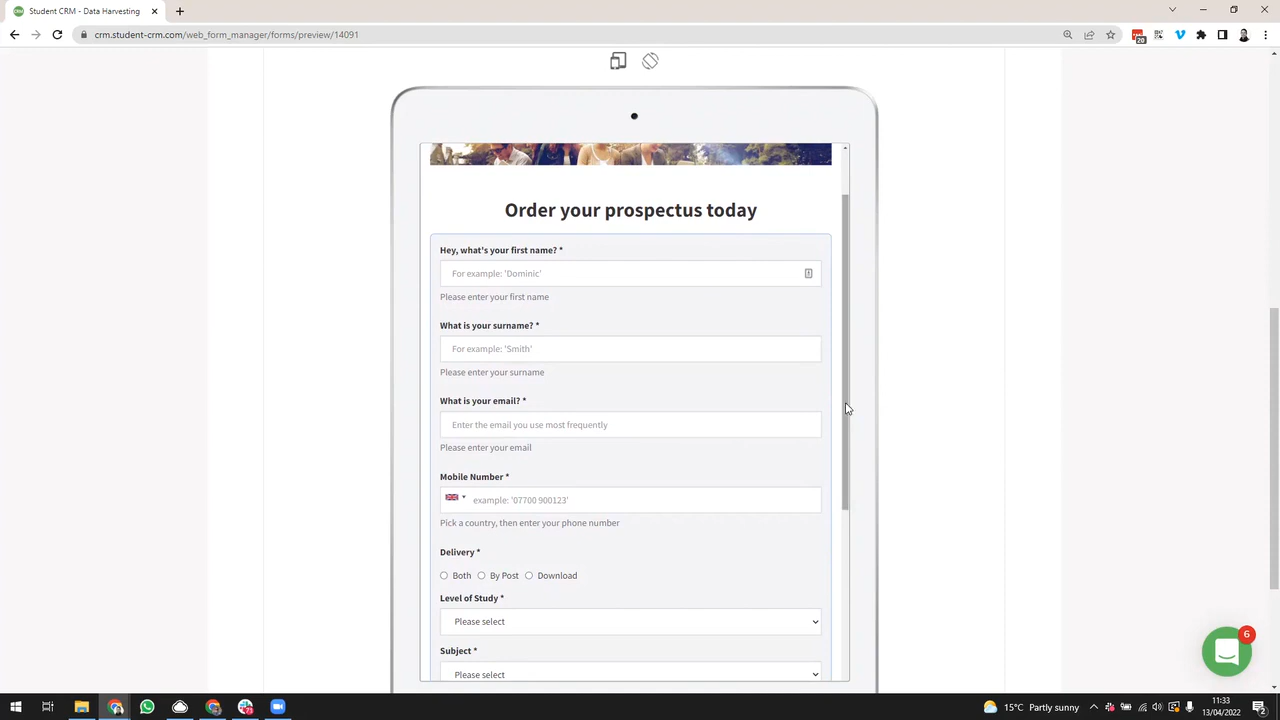 Student CRM - Data Harvesting
crm.student-crm.com/web_form_manager/forms/preview/14091
20
Order your prospectus today
Hey, what's your first name? *
For example: 'Dominic'
Please enter your first name
What is your surname? *
For example: 'Smith'
Please enter your surname
What is your email? *
Enter the email you use most frequently
Please enter your email
Mobile Number *
example: '07700 900123'
Pick a country, then enter your phone number
Delivery *
Both By Post Download
Level of Study *
Please select
Subject *
Please select
6
15°C Partly sunny
11:33
13/04/2022
2